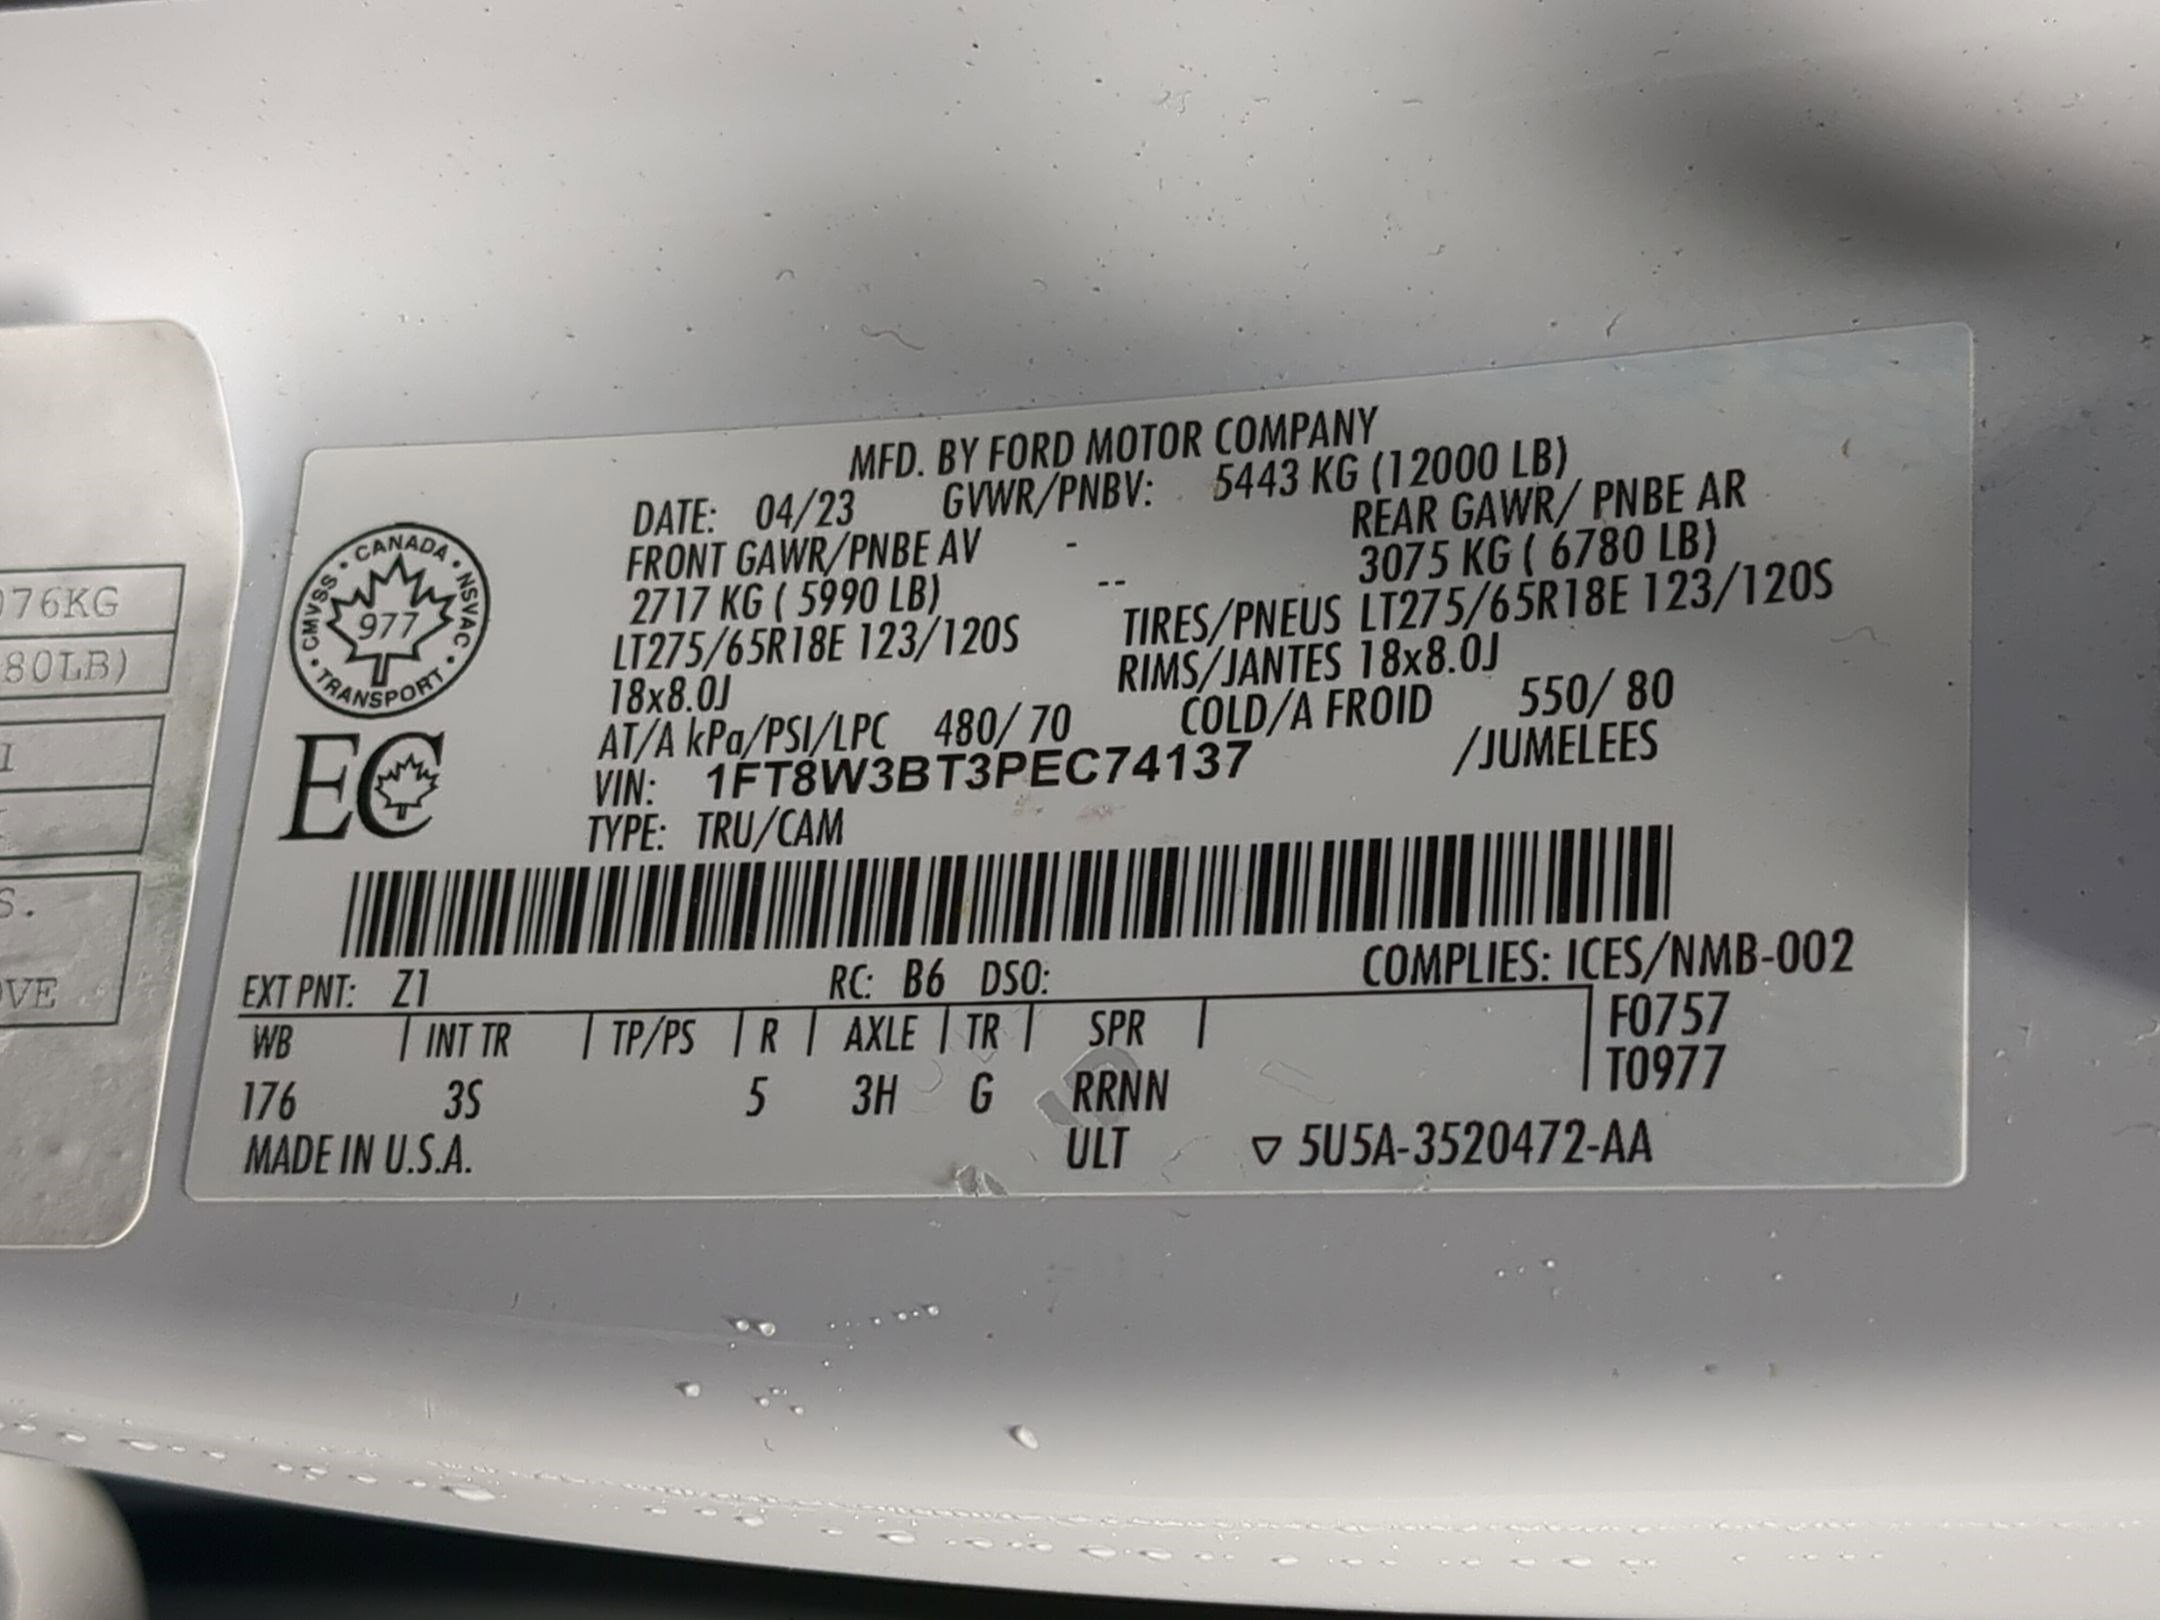 MFD. BY FORD MOTOR COMPANY
DATE: 04/23 GVWR/PNBV: 5443 KG (12000 LB)
FRONT GAWR/PNBE AV - REAR GAWR/ PNBE AR
2717 KG ( 5990 LB) -- 3075 KG ( 6780 LB)
LT275/65R18E 123/120S TIRES/PNEUS LT275/65R18E 123/120S
18x8.0J RIMS/JANTES 18x8.0J
AT/A kPa/PSI/LPC 480/ 70 COLD/A FROID 550/ 80
VIN: 1FT8W3BT3PEC74137 /JUMELEES
TYPE: TRU/CAM
CANADA
CMVSS • NSVAC
977
TRANSPORT
EC
EXT PNT: Z1 RC: B6 DSO: COMPLIES: ICES/NMB-002
WB | INT TR | TP/PS | R | AXLE | TR | SPR | F0757
T0977
176 3S 5 3H G RRNN
MADE IN U.S.A. ULT ▽ 5U5A-3520472-AA
76KG
80LB)
I
S.
VE